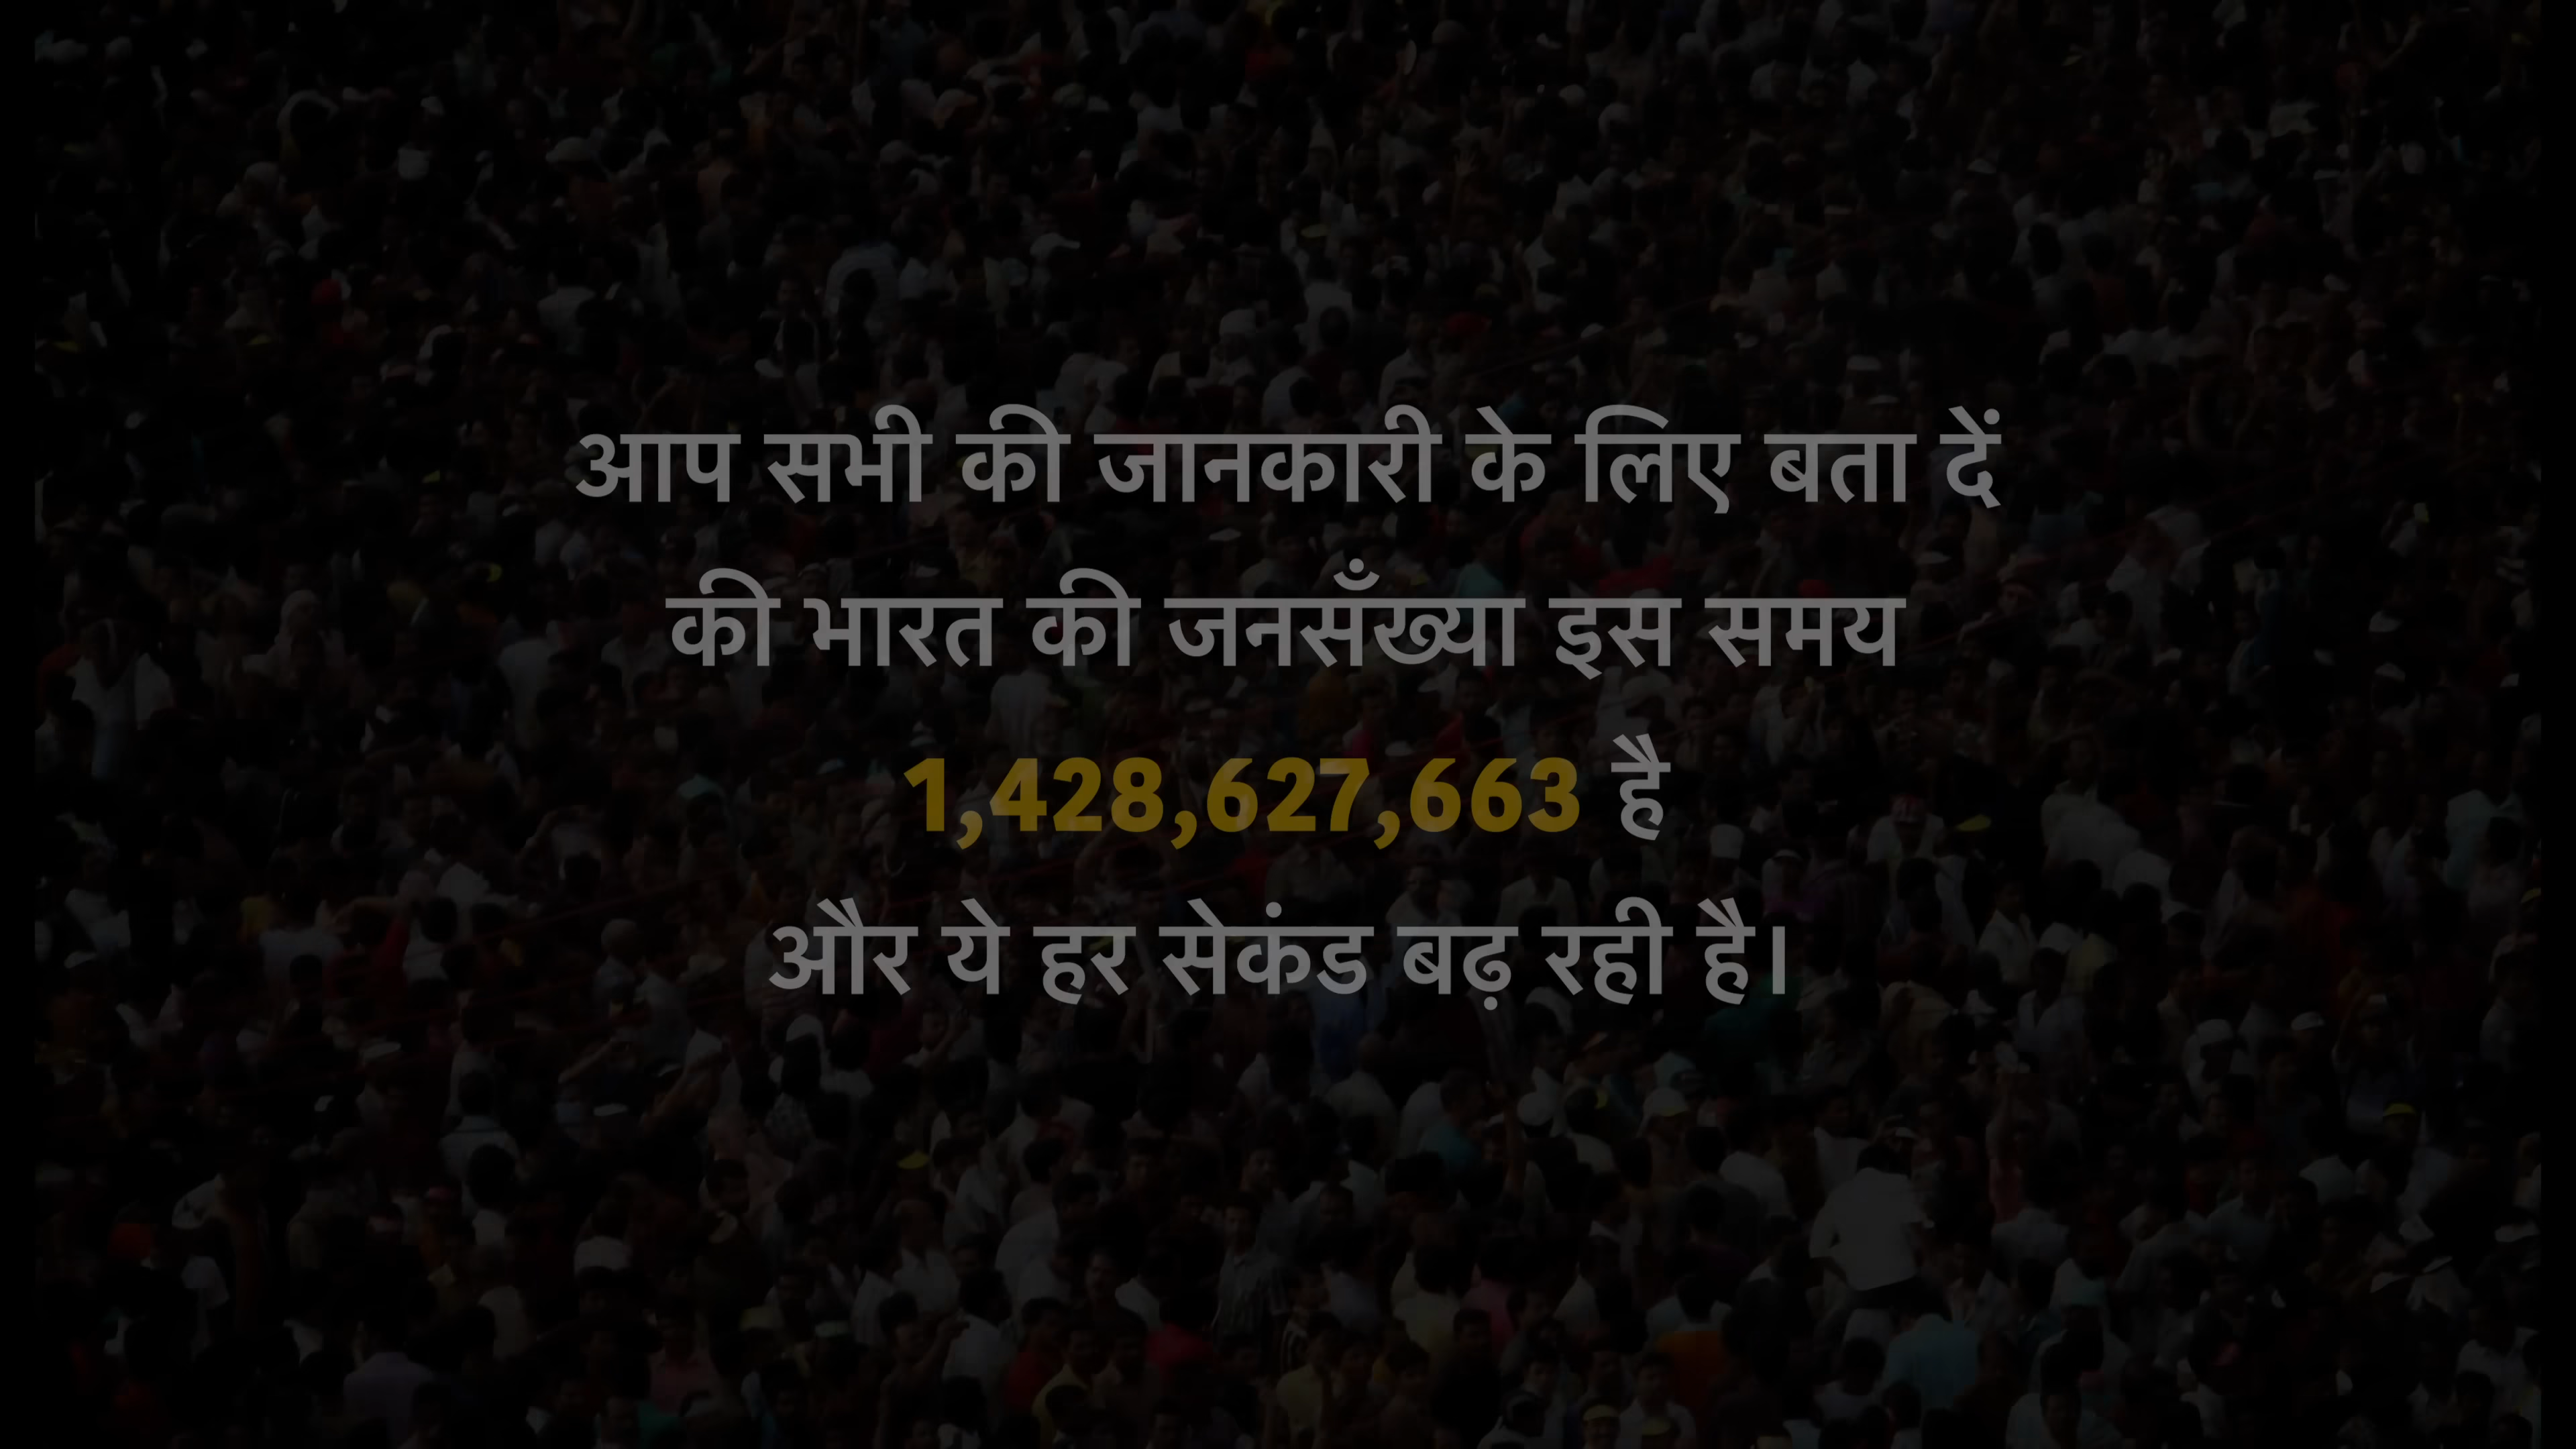 आप सभी की जानकारी के लिए बता दें
की भारत की जनसँख्या इस समय
1,428,627,663 है
और ये हर सेकंड बढ़ रही है।